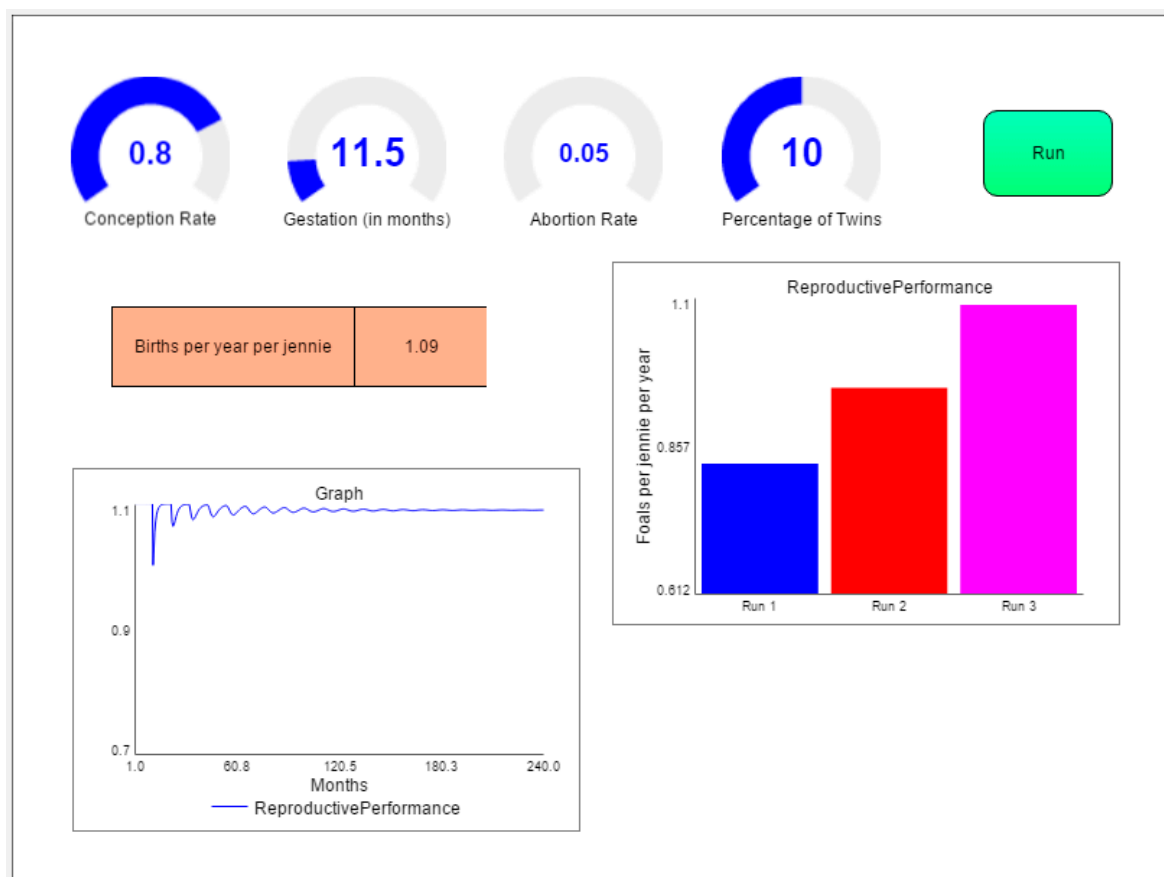 0.8
11.5
0.05
10
Run
Conception Rate
Gestation (in months)
Abortion Rate
Percentage of Twins
Births per year per jennie
1.09
ReproductivePerformance
1.1
0.857
0.612
Foals per jennie per year
Run 1
Run 2
Run 3
Graph
1.1
0.9
0.7
1.0
60.8
120.5
180.3
240.0
Months
ReproductivePerformance